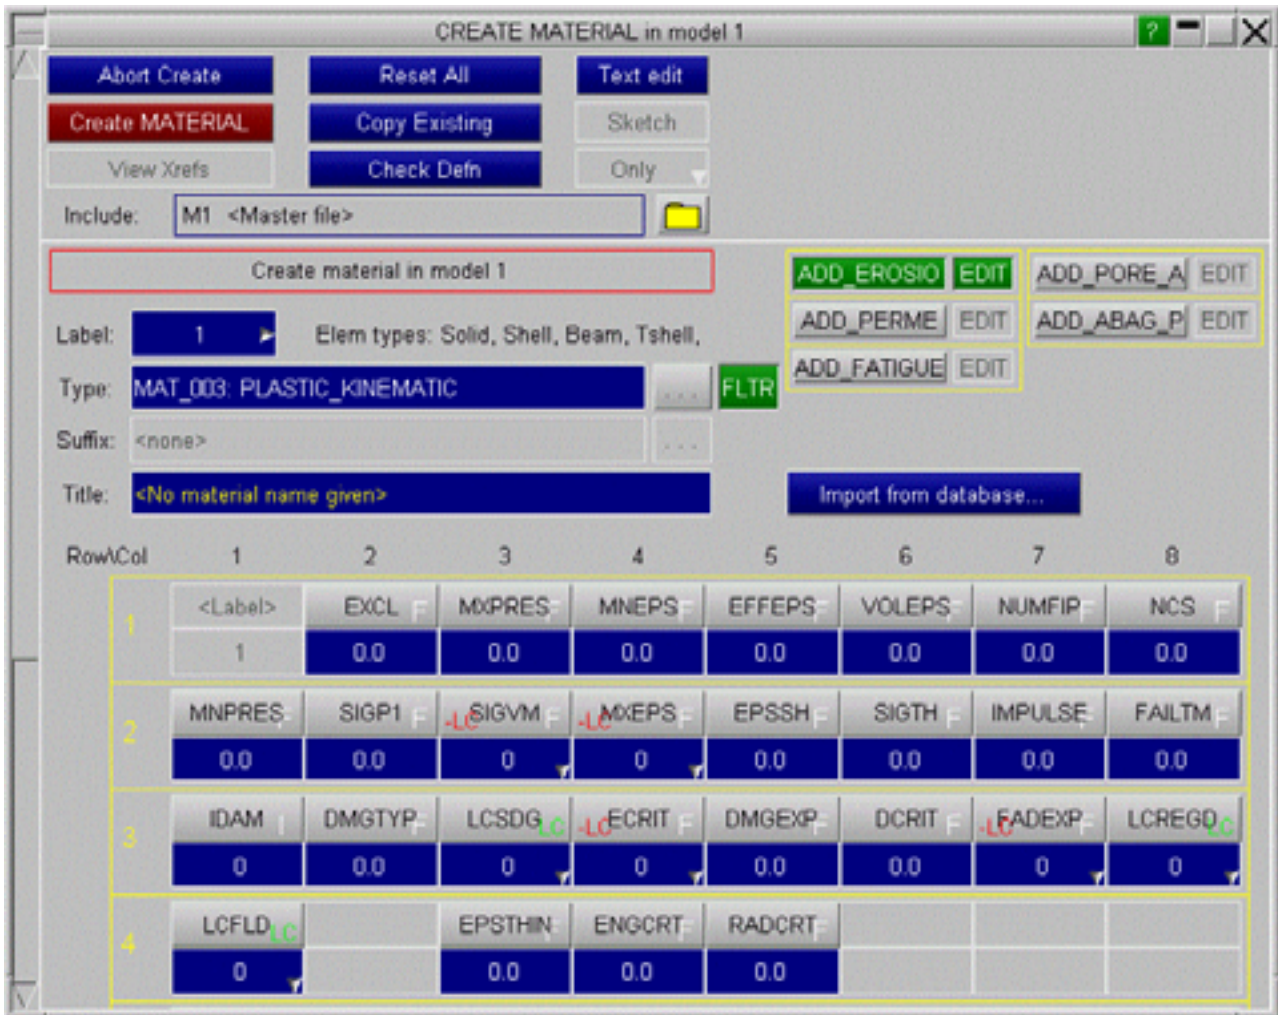 CREATE MATERIAL in model 1 ?
Abort Create Reset All Text edit
Create MATERIAL Copy Existing Sketch
View Xrefs Check Defn Only
Include: M1 <Master file>
Create material in model 1 ADD_EROSIO EDIT ADD_PORE_A EDIT
ADD_PERME EDIT ADD_ABAG_P EDIT
Label: 1 Elem types: Solid, Shell, Beam, Tshell,
ADD_FATIGUE EDIT
Type: MAT_003: PLASTIC_KINEMATIC ... FLTR
Suffix: <none> ...
Title: <No material name given> Import from database...
Row\Col 1 2 3 4 5 6 7 8
1 <Label> EXCL F MXPRES F MNEPS F EFFEPS F VOLEPS F NUMFIP F NCS F
1 0.0 0.0 0.0 0.0 0.0 0.0 0.0
2 MNPRES F SIGP1 F -LC SIGVM F -LC MXEPS F EPSSH F SIGTH F IMPULSE F FAILTM F
0.0 0.0 0 0 0.0 0.0 0.0 0.0
3 IDAM I DMGTYP F LCSDG LC -LC ECRIT F DMGEXP F DCRIT F -LC FADEXP F LCREGD LC
0 0.0 0 0 0.0 0.0 0 0
4 LCFLD LC EPSTHIN F ENGCRT F RADCRT F
0 0.0 0.0 0.0